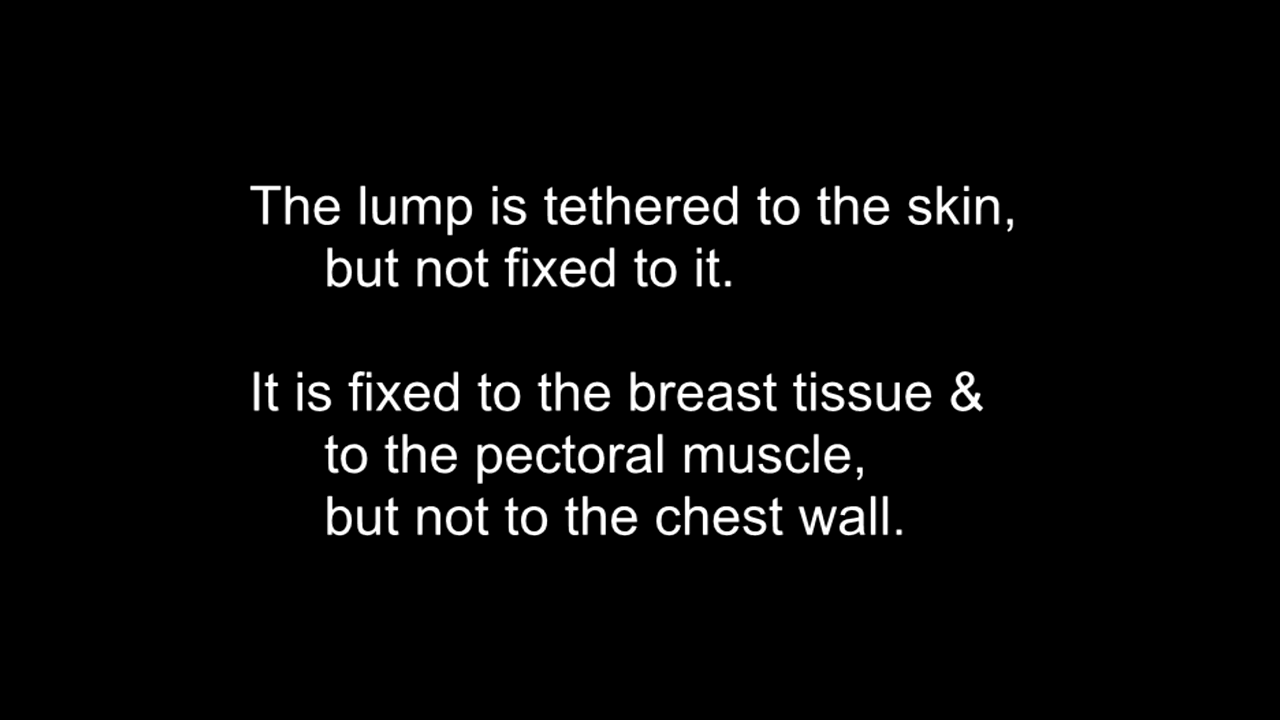 The lump is tethered to the skin,
but not fixed to it.
It is fixed to the breast tissue &
to the pectoral muscle,
but not to the chest wall.